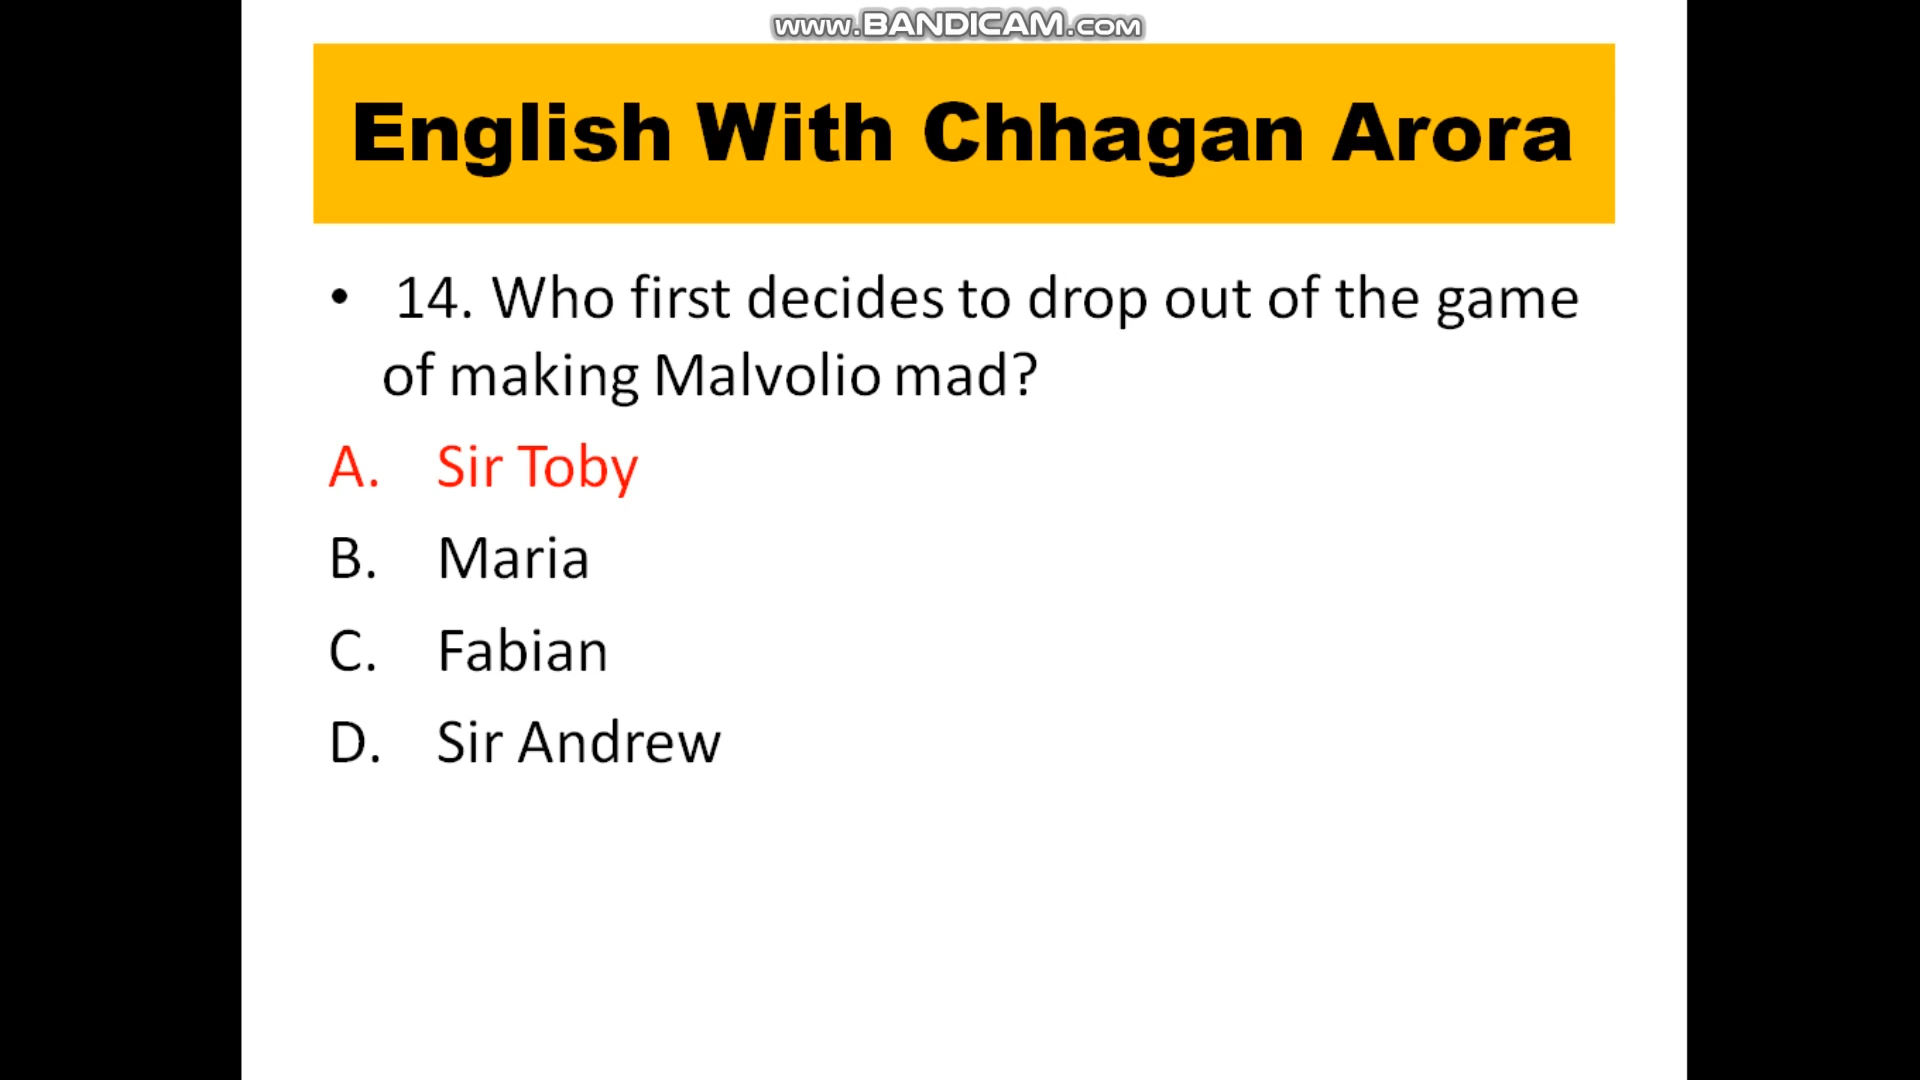 www.BANDICAM.com
English With Chhagan Arora
• 14. Who first decides to drop out of the game
of making Malvolio mad?
A. Sir Toby
B. Maria
C. Fabian
D. Sir Andrew